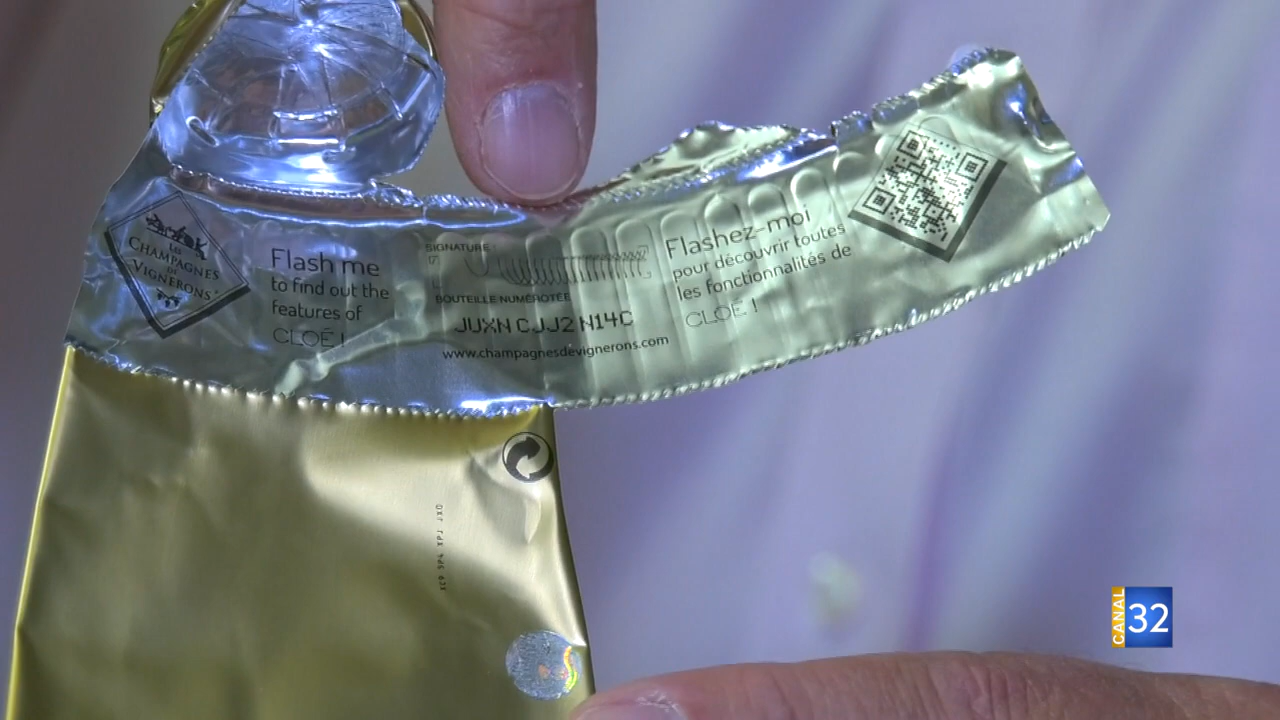 Les
CHAMPAGNES
DE
VIGNERONS
Flash me
to find out the
features of
CLOÉ !
SIGNATURE :
BOUTEILLE NUMÉROTÉE
JUXN CJJ2 N14C
www.champagnesdevignerons.com
Flashez-moi
pour découvrir toutes
les fonctionnalités de
CLOÉ !
CANAL 32